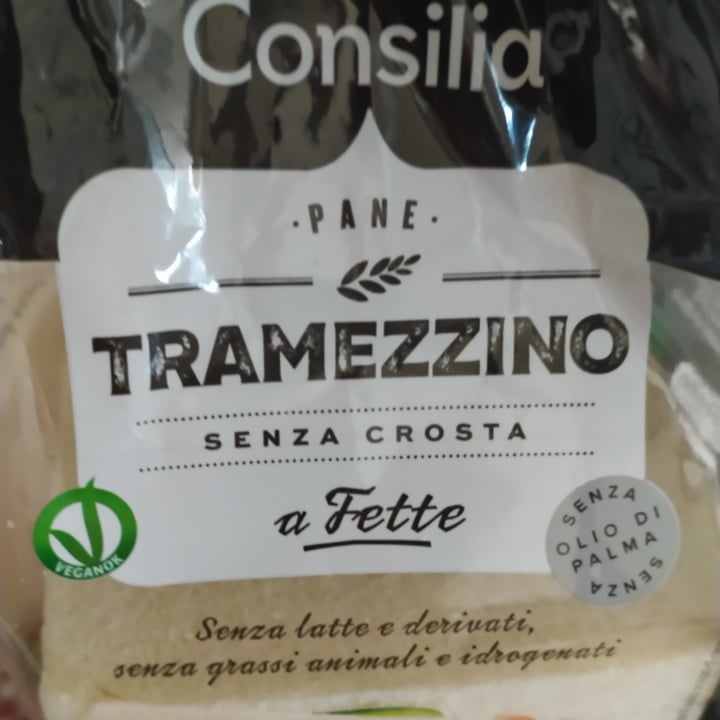 Consilia
·PANE·
TRAMEZZINO
SENZA CROSTA
a Fette
VEGANOK
SENZA
OLIO DI
PALMA
SENZA
Senza latte e derivati,
senza grassi animali e idrogenati